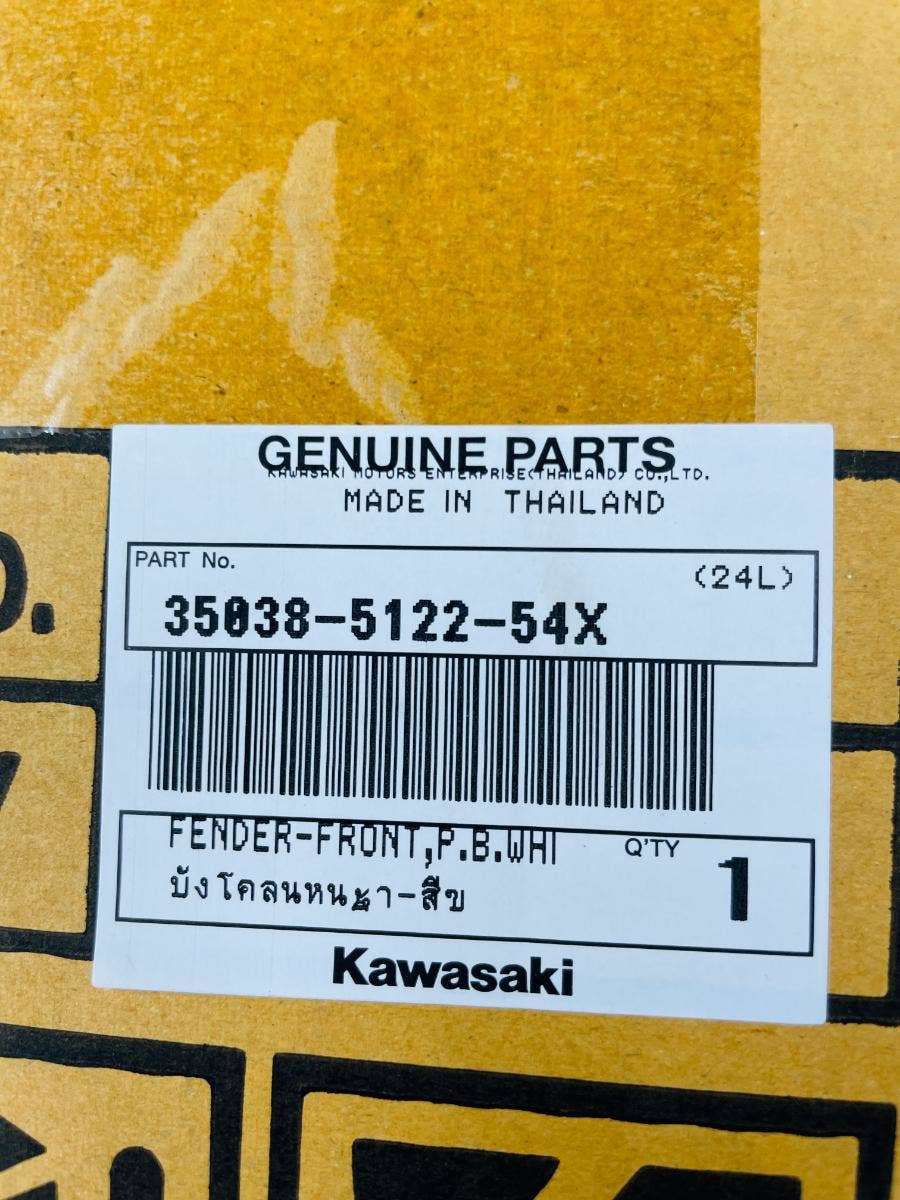 GENUINE PARTS
KAWASAKI MOTORS ENTERPRISE(THAILAND) CO.,LTD.
MADE IN THAILAND
PART No.
(24L)
35038-5122-54X
FENDER-FRONT,P.B.WHI
Q'TY
1
บังโคลนหน้า-สีข
Kawasaki